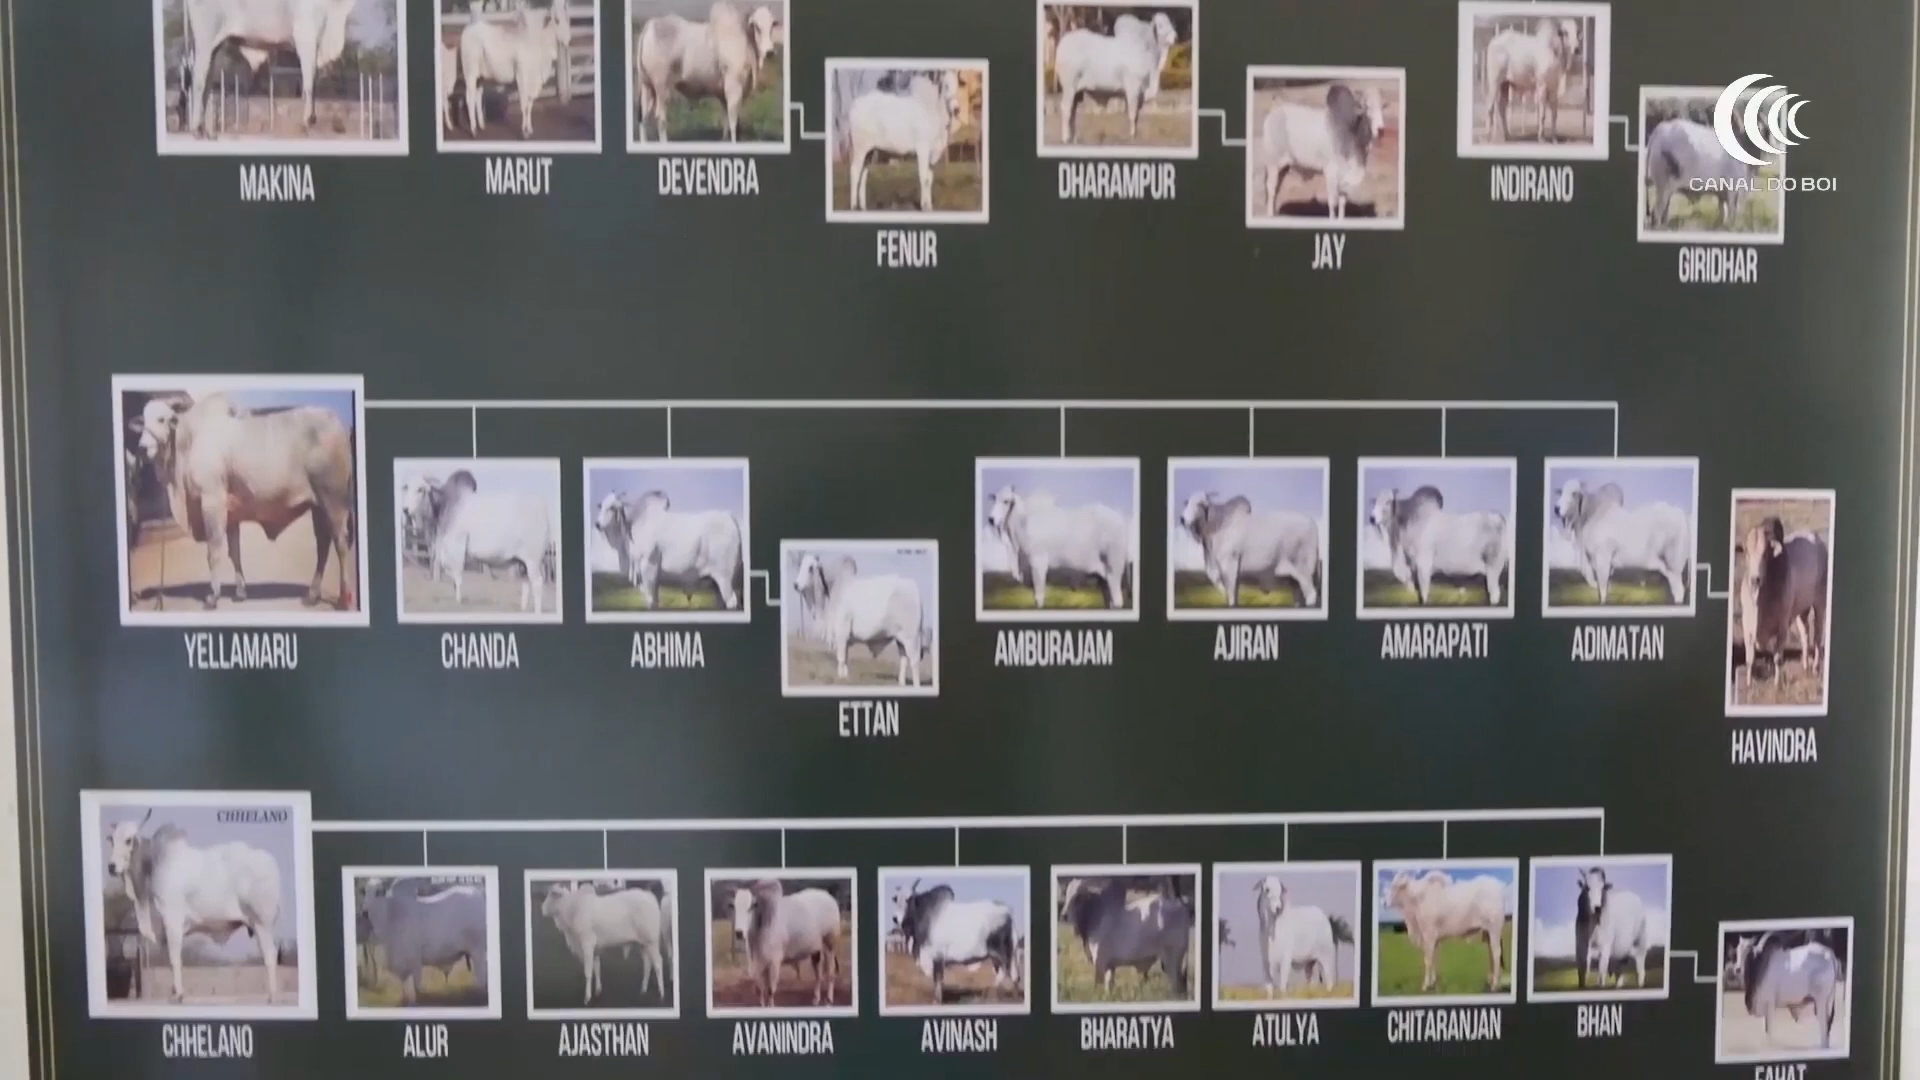 MAKINA
MARUT
DEVENDRA
FENUR
DHARAMPUR
JAY
INDIRANO
GIRIDHAR
CANAL DO BOI
YELLAMARU
CHANDA
ABHIMA
ETTAN
AMBURAJAM
AJIRAN
AMARAPATI
ADIMATAN
HAVINDRA
CHHELANO
CHHELANO
ALUR
AJASTHAN
AVANINDRA
AVINASH
BHARATYA
ATULYA
CHITARANJAN
BHAN